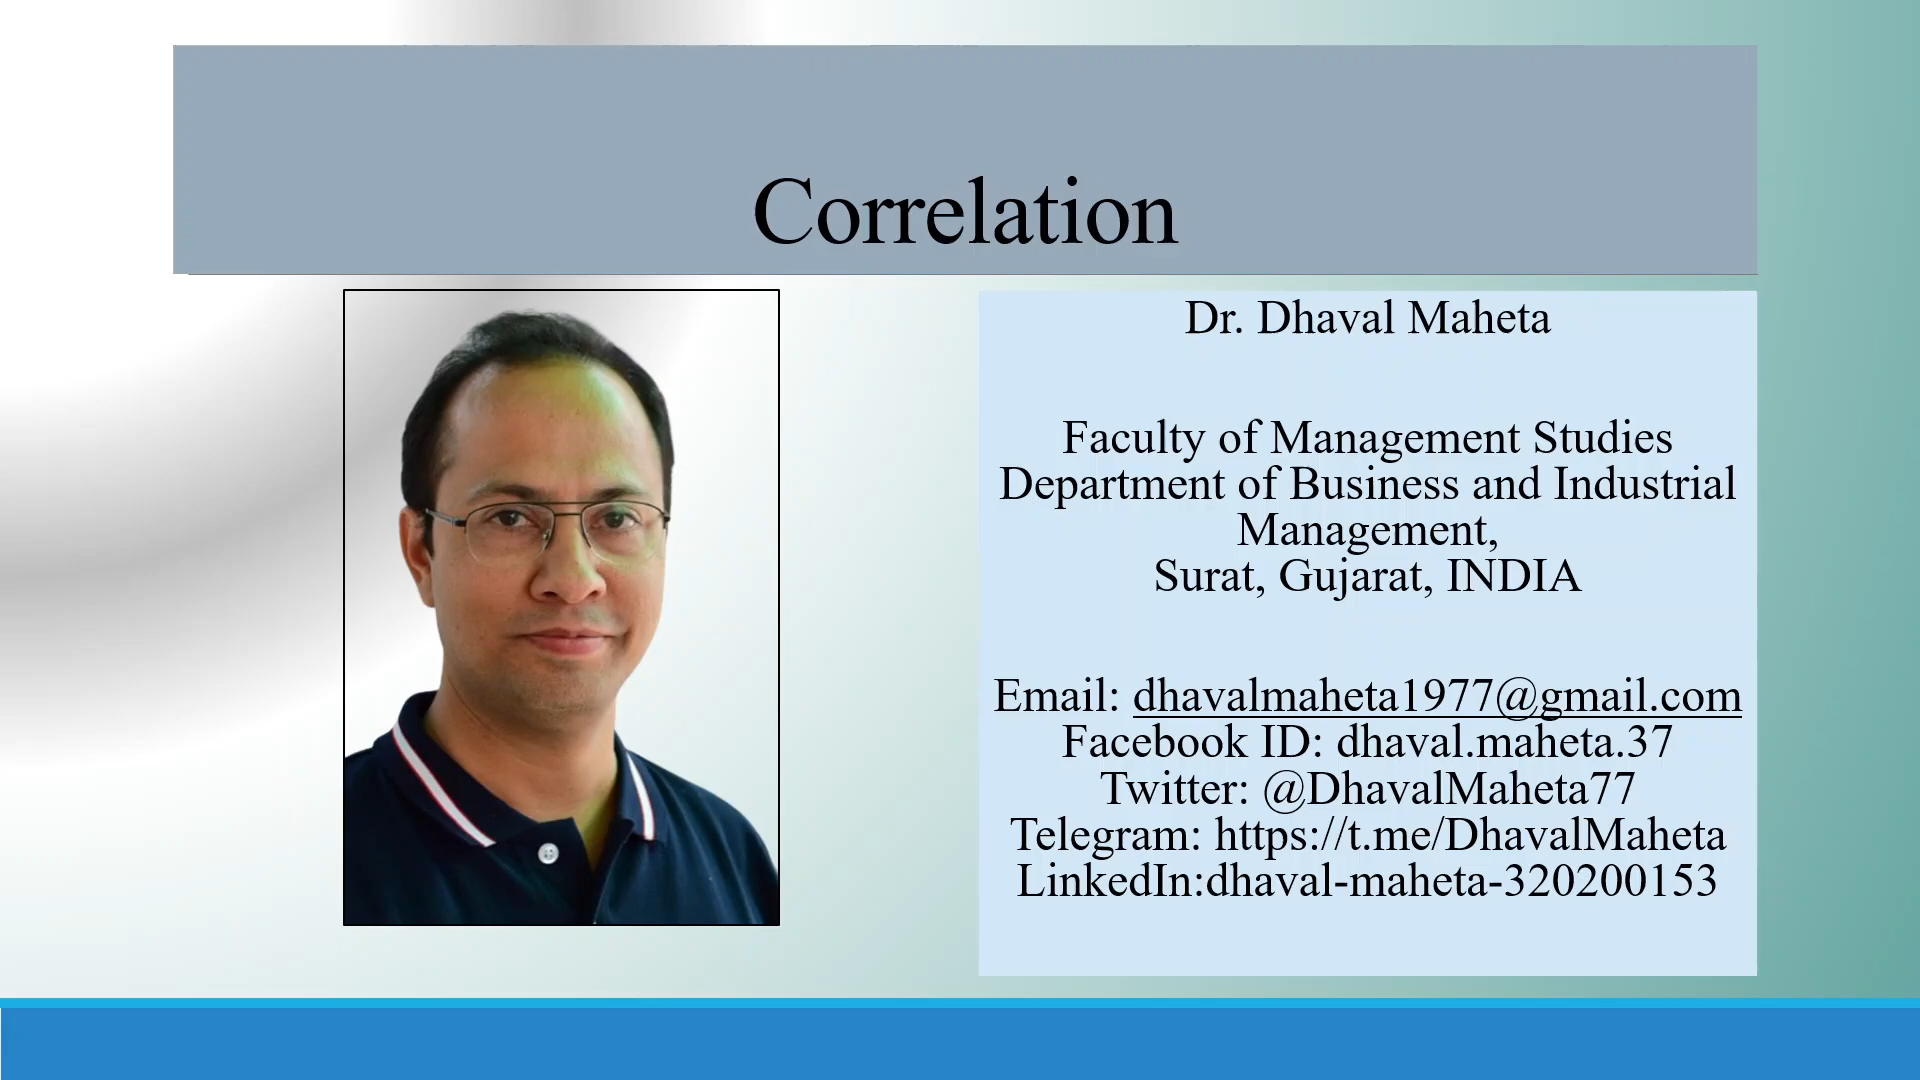 Correlation
Dr. Dhaval Maheta
Faculty of Management Studies
Department of Business and Industrial
Management,
Surat, Gujarat, INDIA
Email: dhavalmaheta1977@gmail.com
Facebook ID: dhaval.maheta.37
Twitter: @DhavalMaheta77
Telegram: https://t.me/DhavalMaheta
LinkedIn:dhaval-maheta-320200153